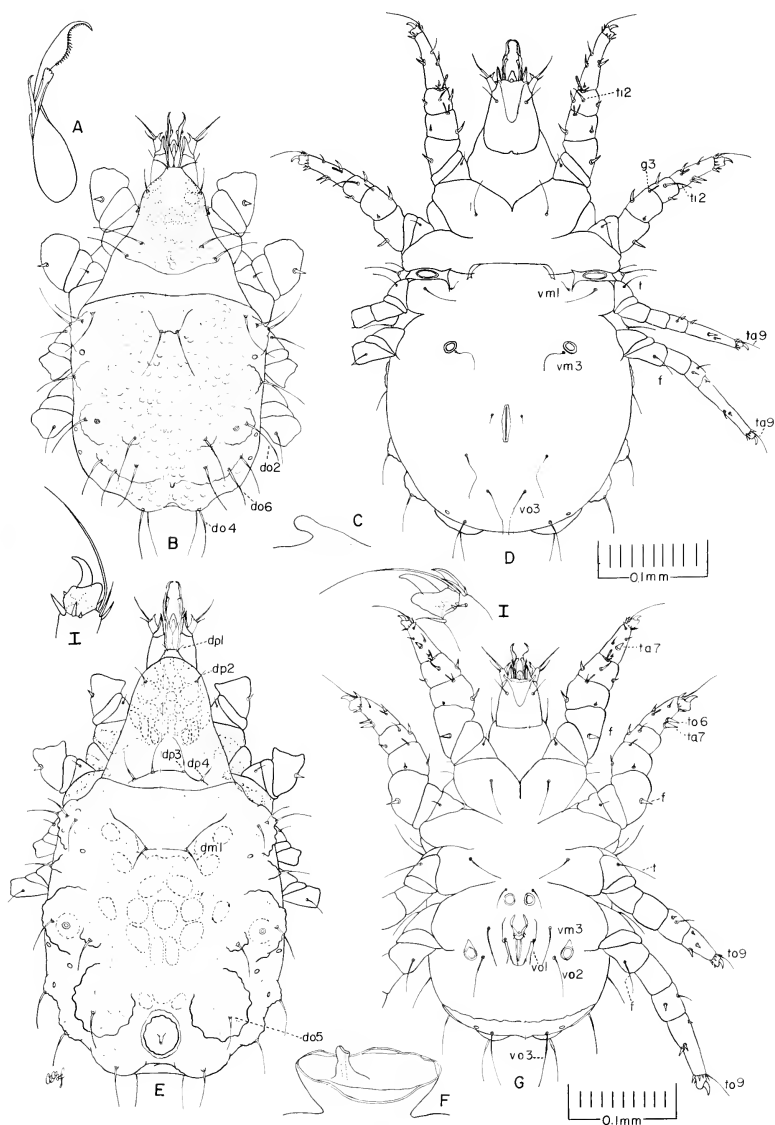 A
ti2
g3
ti2
vm1
t
ta9
vm3
f
ta9
do2
do6
do4
vo3
B
C
D
0.1mm
I
I
dp1
dp2
ta7
to6
ta7
f
f
dp3
dp4
dm1
t
vm3
vo1
vo2
to9
f
do5
vo3
to9
E
F
G
0.1mm